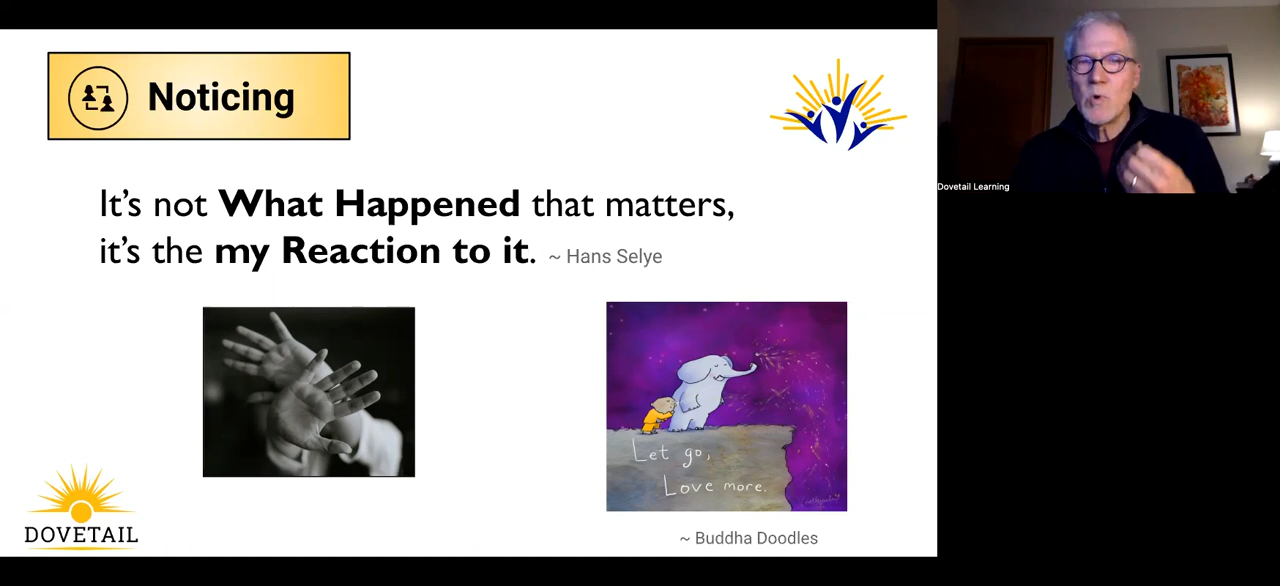 Noticing
It's not What Happened that matters,
it's the my Reaction to it. ~ Hans Selye
Let go,
Love more.
~ Buddha Doodles
DOVETAIL
Dovetail Learning